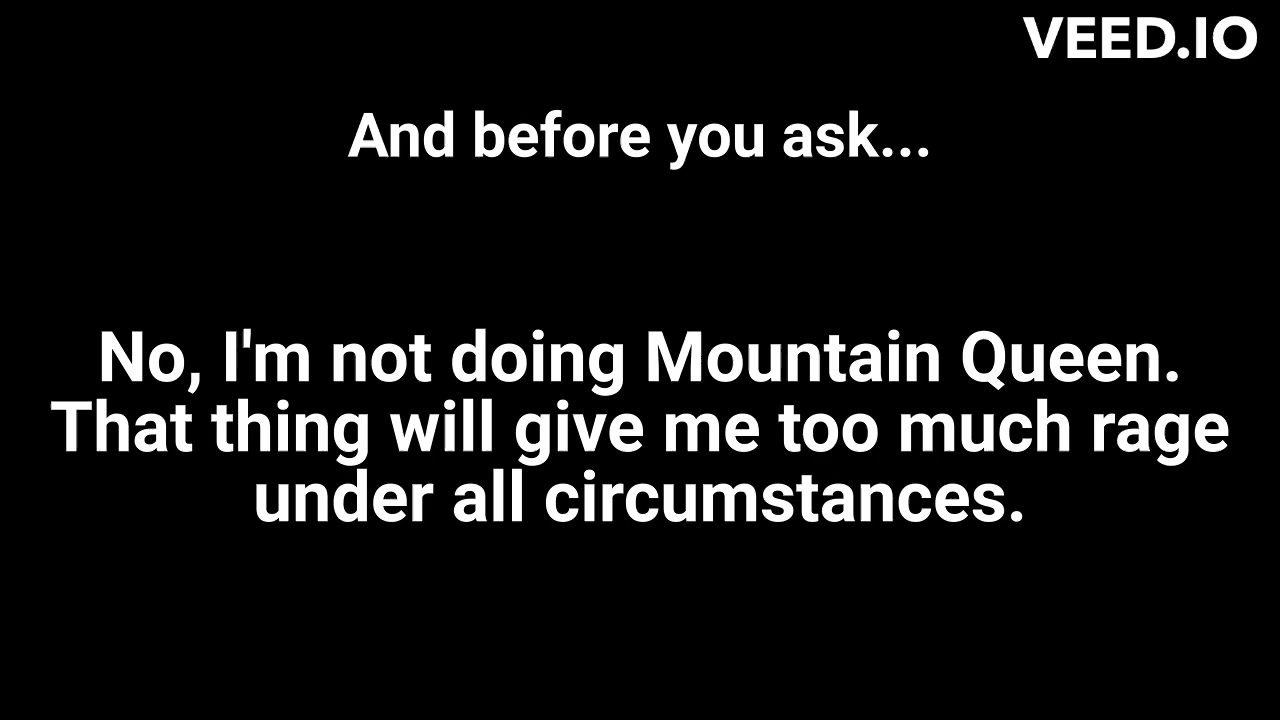 VEED.IO
And before you ask...
No, I'm not doing Mountain Queen.
That thing will give me too much rage
under all circumstances.